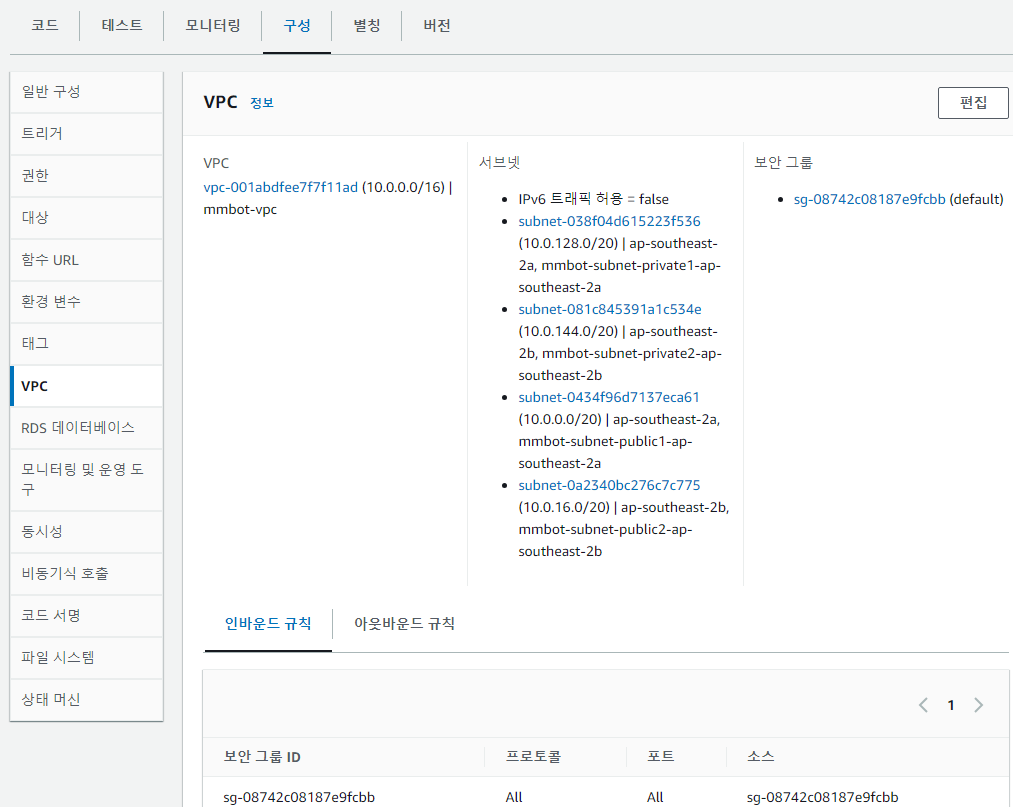 코드 테스트 모니터링 구성 별칭 버전
일반 구성
트리거
권한
대상
함수 URL
환경 변수
태그
VPC
RDS 데이터베이스
모니터링 및 운영 도
구
동시성
비동기식 호출
코드 서명
파일 시스템
상태 머신
VPC 정보
편집
VPC
vpc-001abdfee7f7f11ad (10.0.0.0/16) |
mmbot-vpc
서브넷
IPv6 트래픽 허용 = false
subnet-038f04d615223f536
(10.0.128.0/20) | ap-southeast-
2a, mmbot-subnet-private1-ap-
southeast-2a
subnet-081c845391a1c534e
(10.0.144.0/20) | ap-southeast-
2b, mmbot-subnet-private2-ap-
southeast-2b
subnet-0434f96d7137eca61
(10.0.0.0/20) | ap-southeast-2a,
mmbot-subnet-public1-ap-
southeast-2a
subnet-0a2340bc276c7c775
(10.0.16.0/20) | ap-southeast-2b,
mmbot-subnet-public2-ap-
southeast-2b
보안 그룹
sg-08742c08187e9fcbb (default)
인바운드 규칙 아웃바운드 규칙
1
보안 그룹 ID 프로토콜 포트 소스
sg-08742c08187e9fcbb All All sg-08742c08187e9fcbb